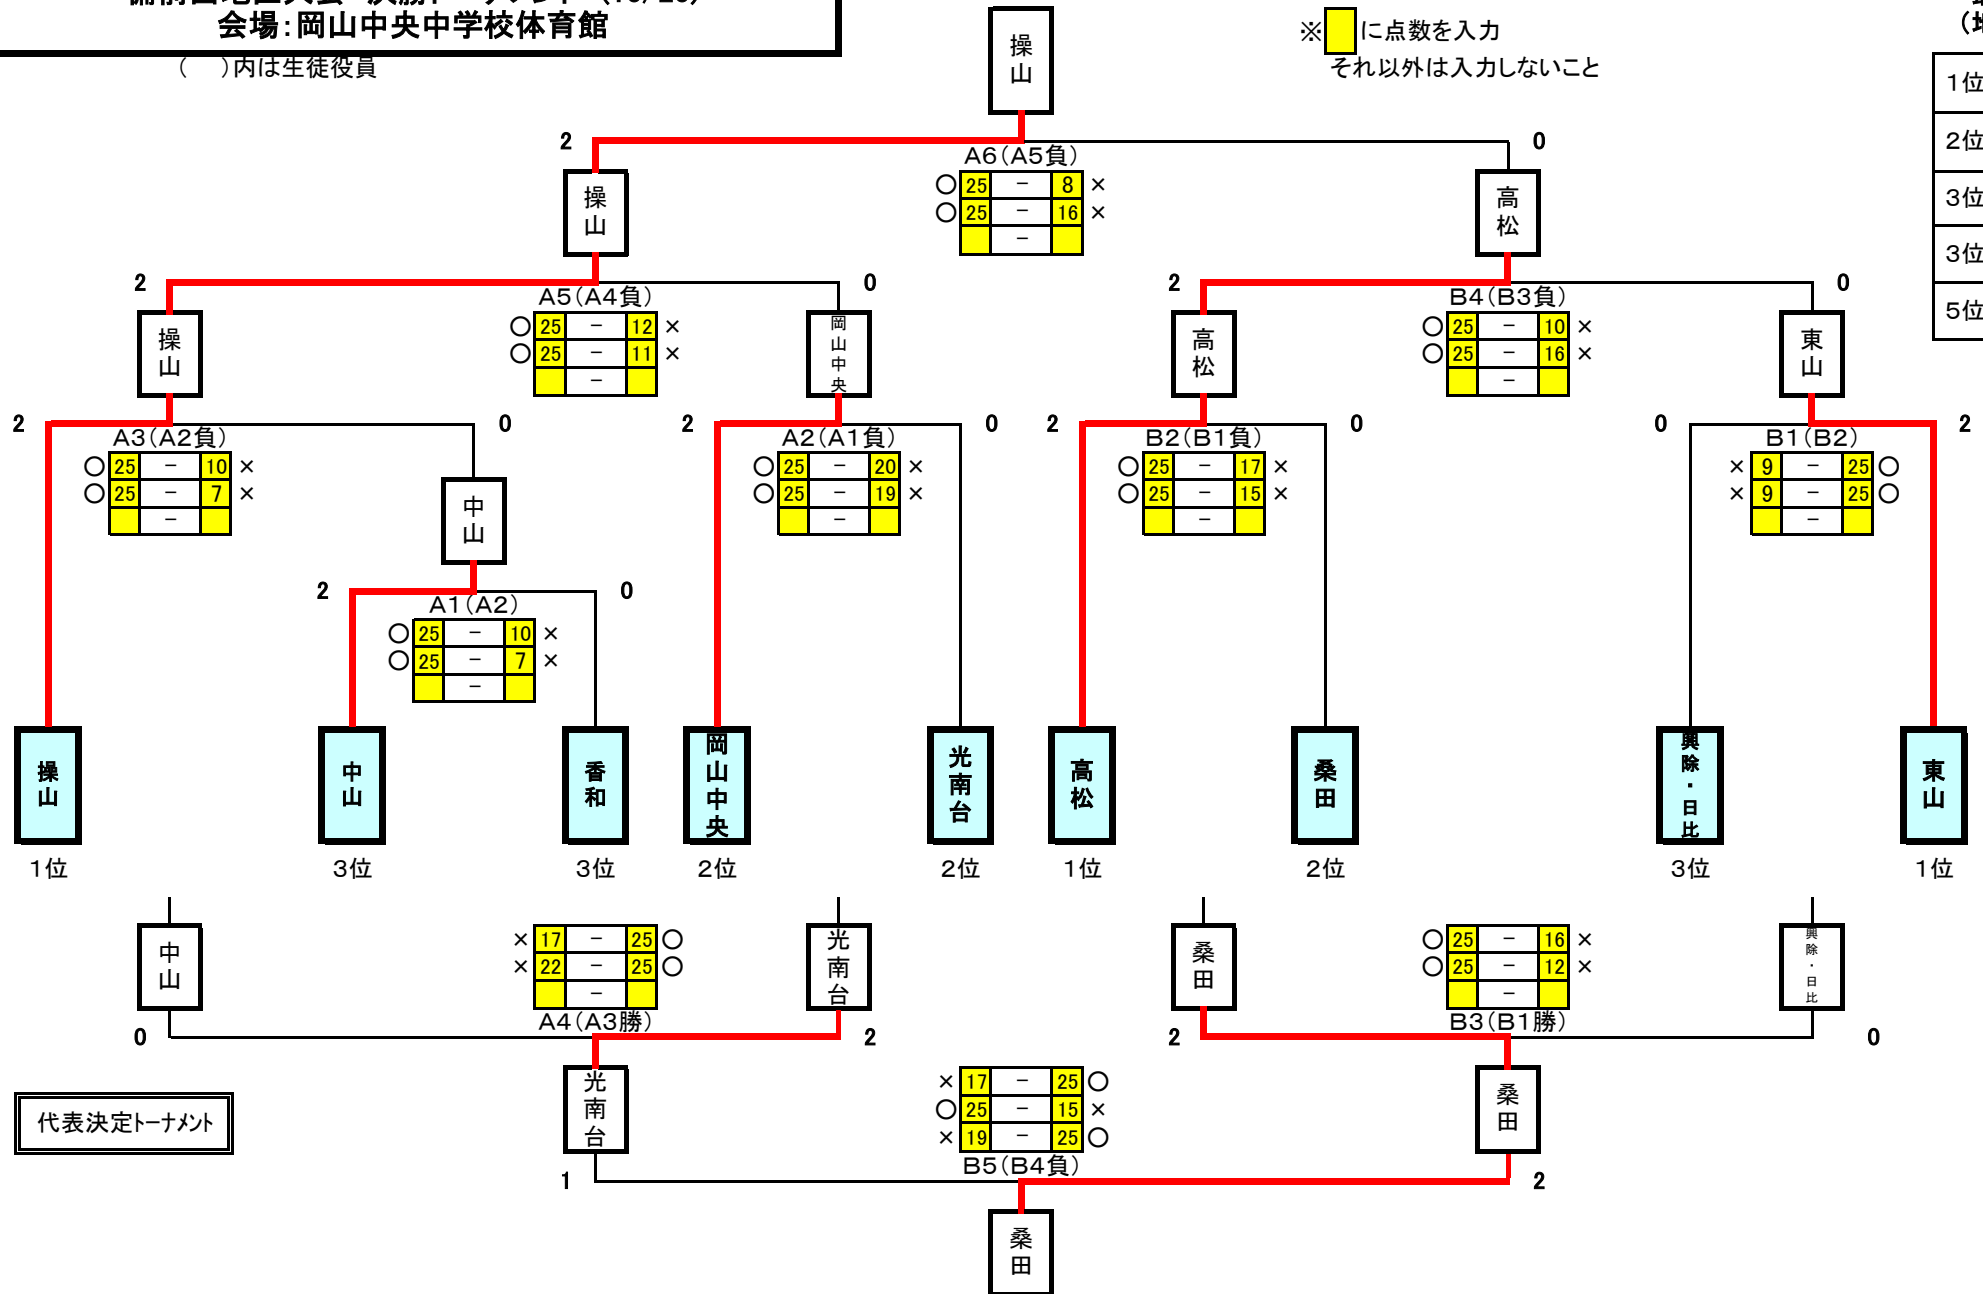 会場：岡山中央中学校体育館
（　）内は生徒役員
※　に点数を入力
それ以外は入力しないこと
1位
2位
3位
3位
5位
操山
2
0
A6（A5負）
○ 25 － 8 ×
○ 25 － 16 ×
－
操山
高松
2
0
2
0
A5（A4負）
○ 25 － 12 ×
○ 25 － 11 ×
－
B4（B3負）
○ 25 － 10 ×
○ 25 － 16 ×
－
操山
岡山中央
高松
東山
2
0
2
0
2
0
0
2
A3（A2負）
○ 25 － 10 ×
○ 25 － 7 ×
－
A2（A1負）
○ 25 － 20 ×
○ 25 － 19 ×
－
B2（B1負）
○ 25 － 17 ×
○ 25 － 15 ×
－
B1（B2）
× 9 － 25 ○
× 9 － 25 ○
－
中山
2
0
A1（A2）
○ 25 － 10 ×
○ 25 － 7 ×
－
操山
中山
香和
岡山中央
光南台
高松
桑田
興除・日比
東山
1位
3位
3位
2位
2位
1位
2位
3位
1位
中山
× 17 － 25 ○
× 22 － 25 ○
－
A4（A3勝）
光南台
桑田
○ 25 － 16 ×
○ 25 － 12 ×
－
B3（B1勝）
興除・日比
0
2
2
0
代表決定トーナメント
光南台
× 17 － 25 ○
○ 25 － 15 ×
× 19 － 25 ○
B5（B4負）
桑田
1
2
桑田